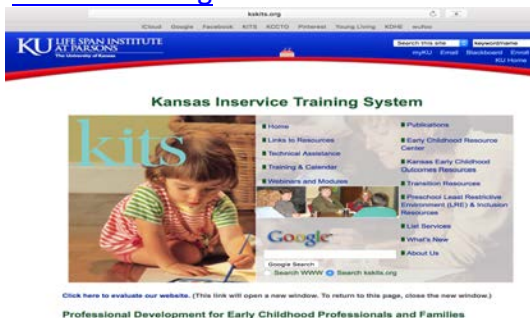 kskits.org
iCloud Google Facebook KITS KCCTO Pinterest Young Living KDHE wufoo
KU LIFE SPAN INSTITUTE
AT PARSONS
The University of Kansas
Search this site
keyword/name
myKU Email Blackboard Enroll
KU Home
Kansas Inservice Training System
kits
Home
Links to Resources
Technical Assistance
Training & Calendar
Webinars and Modules
Publications
Early Childhood Resource
Center
Kansas Early Childhood
Outcomes Resources
Transition Resources
Preschool Least Restrictive
Environment (LRE) & Inclusion
Resources
List Services
What's New
About Us
Google
Google Search
Search WWW Search kskits.org
Click here to evaluate our website. (This link will open a new window. To return to this page, close the new window.)
Professional Development for Early Childhood Professionals and Families